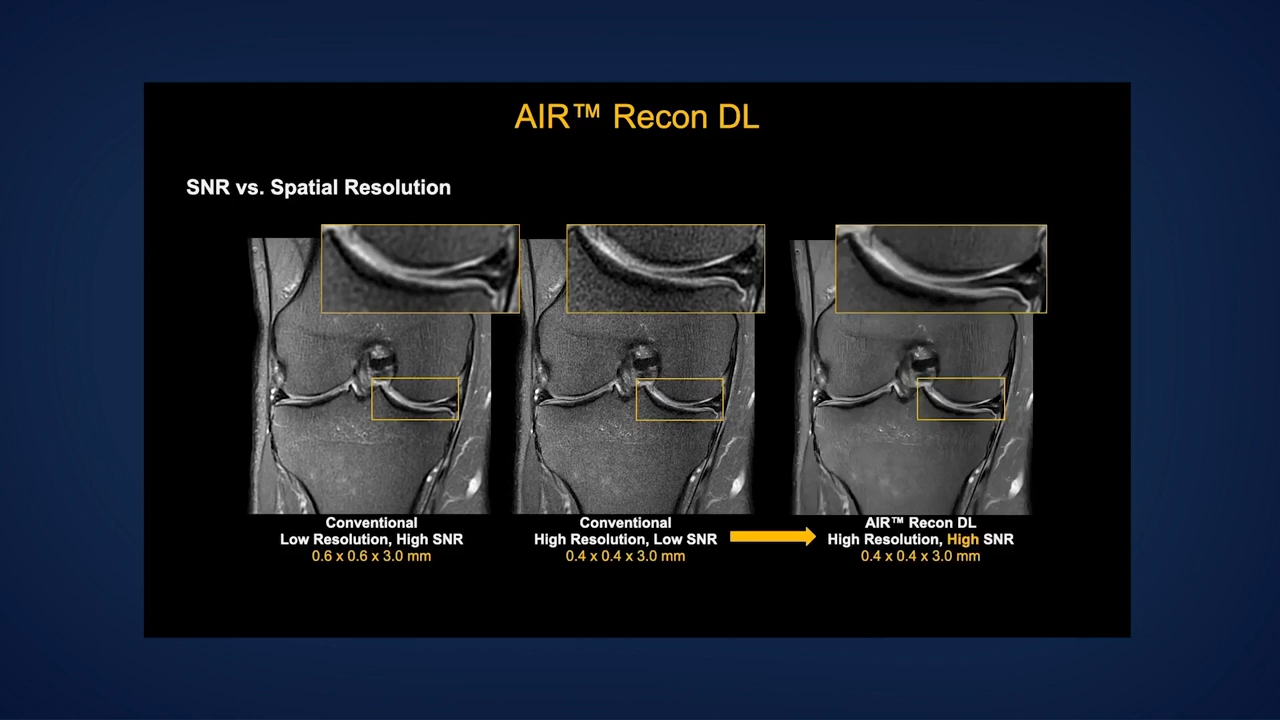 AIR™ Recon DL
SNR vs. Spatial Resolution
Conventional
Low Resolution, High SNR
0.6 x 0.6 x 3.0 mm
Conventional
High Resolution, Low SNR
0.4 x 0.4 x 3.0 mm
AIR™ Recon DL
High Resolution, High SNR
0.4 x 0.4 x 3.0 mm